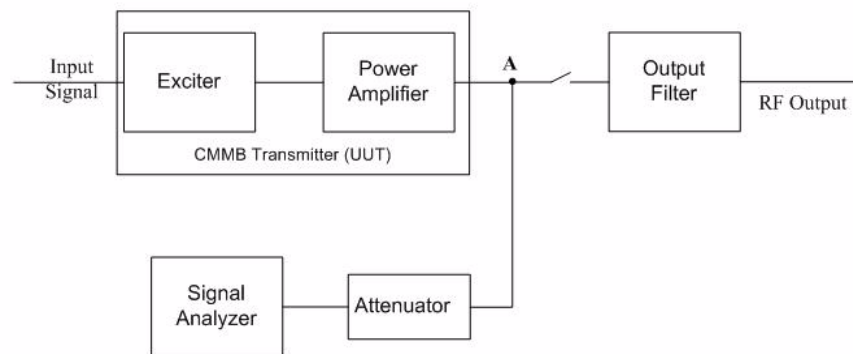 Input
Signal
Exciter
Power
Amplifier
CMMB Transmitter (UUT)
A
Output
Filter
RF Output
Signal
Analyzer
Attenuator